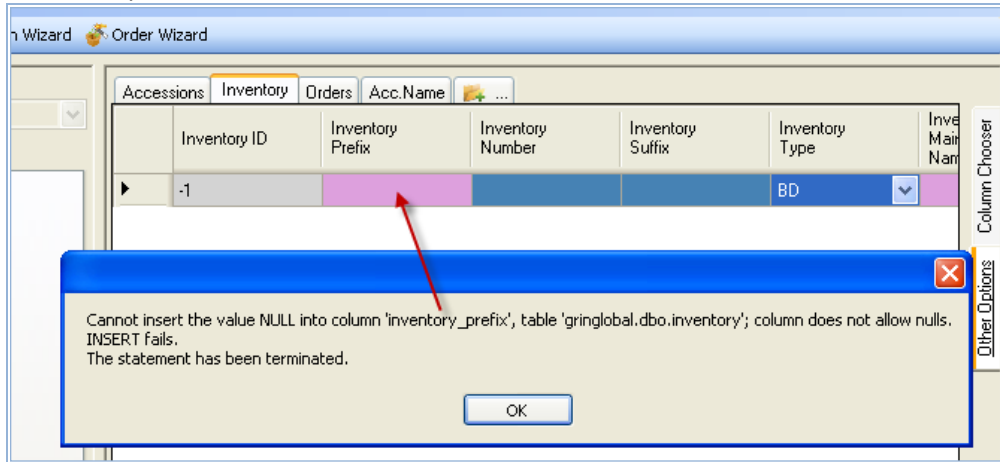 Wizard Order Wizard
Accessions Inventory Orders Acc.Name ...
Inventory ID Inventory Prefix Inventory Number Inventory Suffix Inventory Type
-1 BD
Column Chooser
Other Options
Cannot insert the value NULL into column 'inventory_prefix', table 'gringlobal.dbo.inventory'; column does not allow nulls.
INSERT fails.
The statement has been terminated.
OK